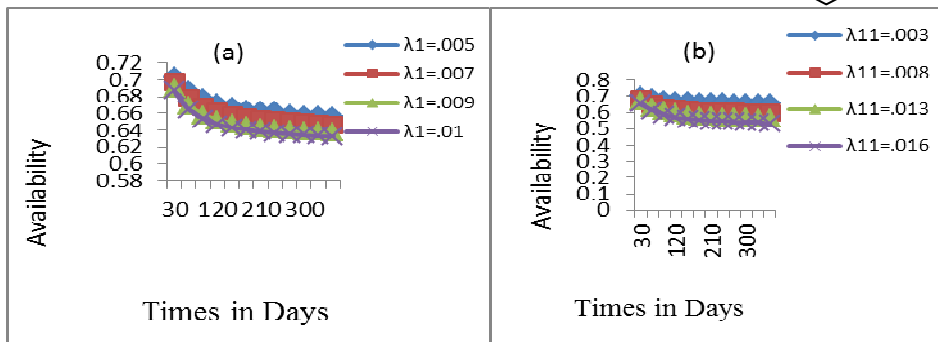 (a)
Availability
0.72
0.7
0.68
0.66
0.64
0.62
0.6
0.58
30 120 210 300
Times in Days
λ1=.005
λ1=.007
λ1=.009
λ1=.01
(b)
Availability
0.8
0.7
0.6
0.5
0.4
0.3
0.2
0.1
0
30
120
210
300
Times in Days
λ11=.003
λ11=.008
λ11=.013
λ11=.016